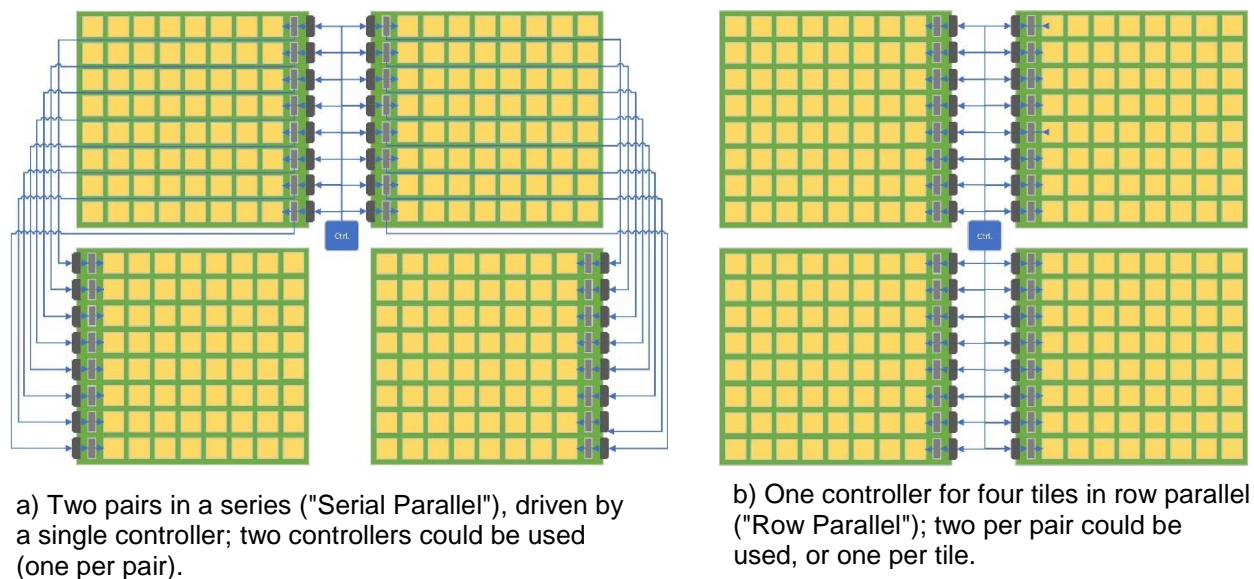 Ctrl.
Ctrl.
a) Two pairs in a series ("Serial Parallel"), driven by
a single controller; two controllers could be used
(one per pair).
b) One controller for four tiles in row parallel
("Row Parallel"); two per pair could be
used, or one per tile.